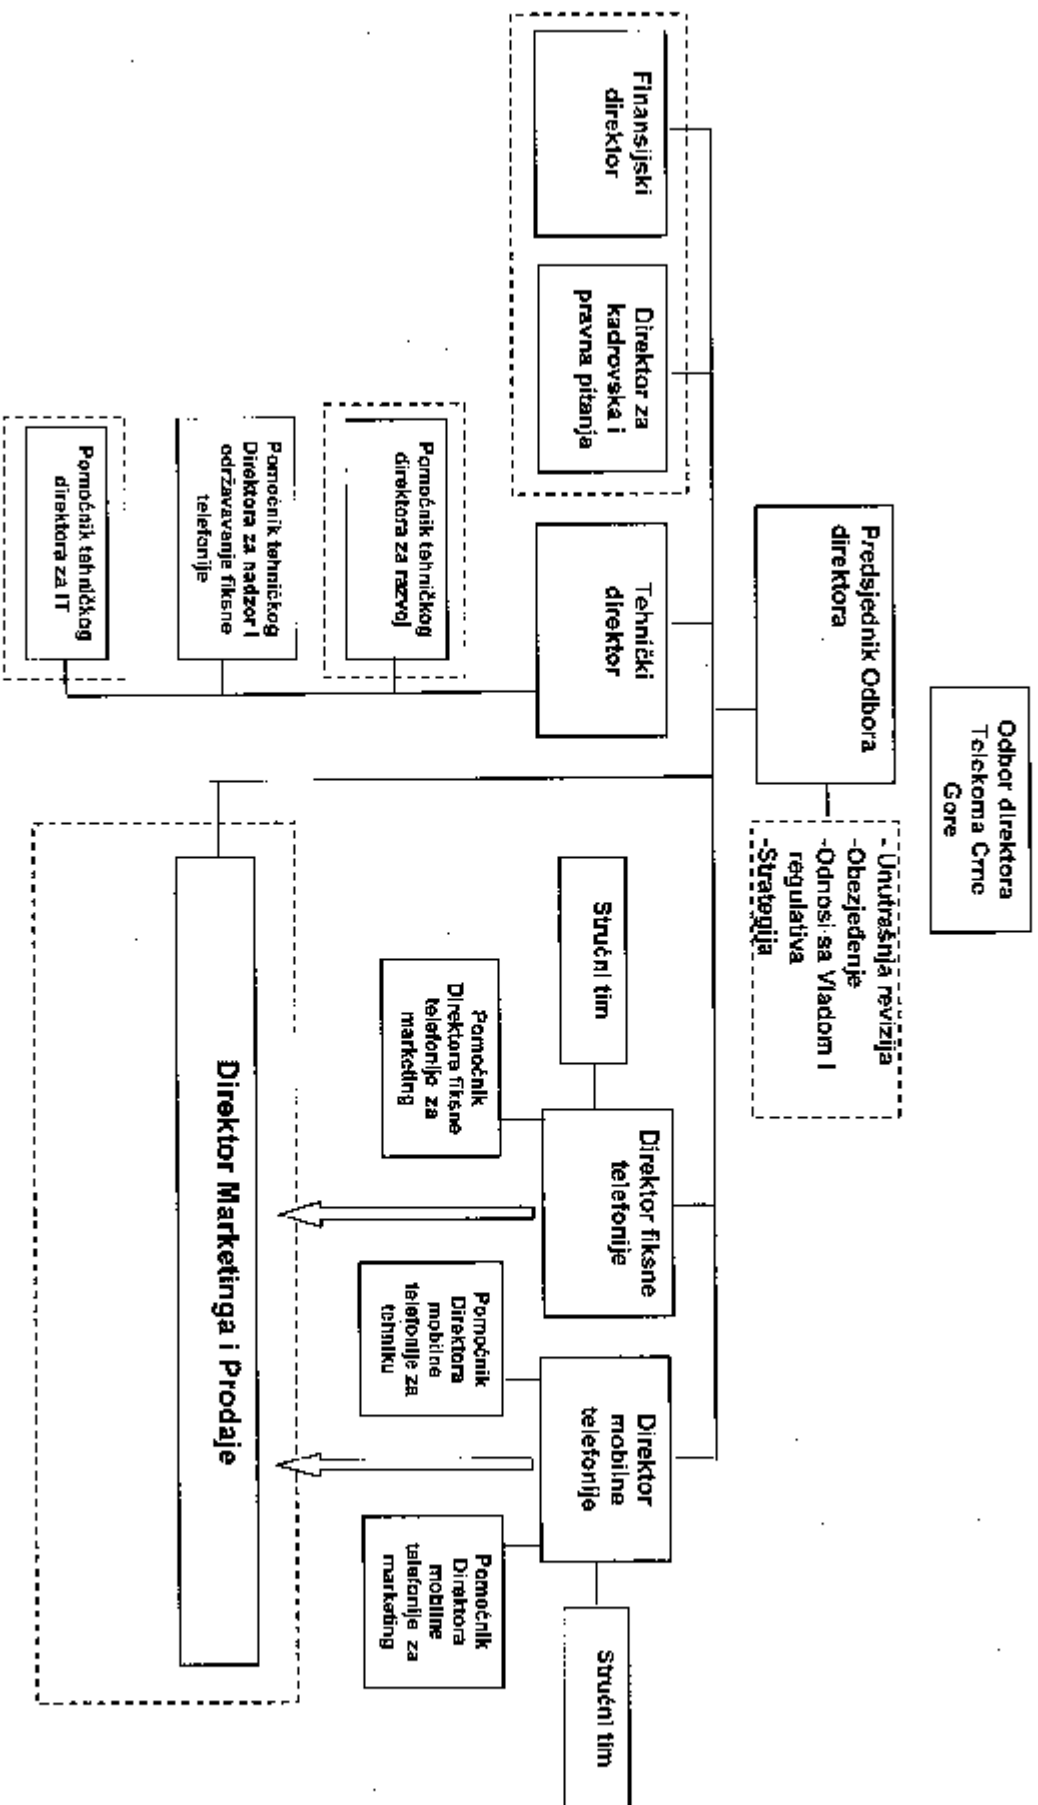 Odbor direktora
Telekoma Crne
Gore
Predsjednik Odbora
direktora
- Unutrašnja revizija
-Obezjeđenje
-Odnosi sa Vladom I
regulativa
-Strategija
Finansijski
direktor
Direktor za
kadrovska i
pravna pitanja
Tehnički
direktor
Direktor fiksne
telefonije
Direktor
mobilne
telefonije
Stručni tim
Stručni tim
Pomoćnik tehničkog
direktora za razvoj
Pomoćnik tehničkog
Direktora za nadzor I
održavavanje fiksne
telefonije
Pomoćnik tehničkog
direktora za IT
Pomoćnik
Direktora fiksne
telefonije za
marketing
Pomoćnik
Direktora
mobilne
telefonije za
tehniku
Pomoćnik
Direktora
mobilne
telefonije za
marketing
Direktor Marketinga i Prodaje